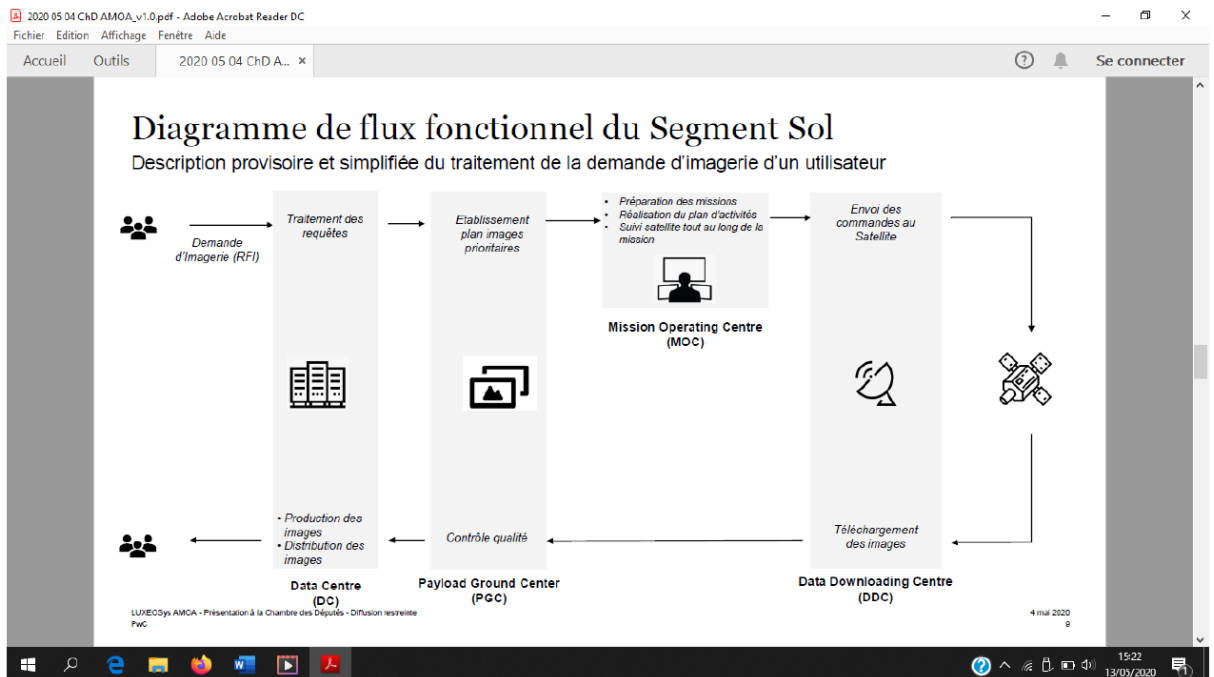 2020 05 04 ChD AMOA_v1.0.pdf - Adobe Acrobat Reader DC
Fichier Edition Affichage Fenêtre Aide
Accueil Outils 2020 05 04 ChD A... × ? Se connecter
Diagramme de flux fonctionnel du Segment Sol
Description provisoire et simplifiée du traitement de la demande d'imagerie d'un utilisateur
Demande
d'Imagerie (RFI)
Traitement des
requêtes
Etablissement
plan images
prioritaires
• Préparation des missions
• Réalisation du plan d'activités
• Suivi satellite tout au long de la
mission
Mission Operating Centre
(MOC)
Envoi des
commandes au
Satellite
Téléchargement
des images
Data Downloading Centre
(DDC)
Contrôle qualité
Payload Ground Center
(PGC)
• Production des
images
• Distribution des
images
Data Centre
(DC)
LUXEOSys AMOA - Présentation à la Chambre des Députés - Diffusion restreinte
PwC
4 mai 2020
9
15:22
13/05/2020